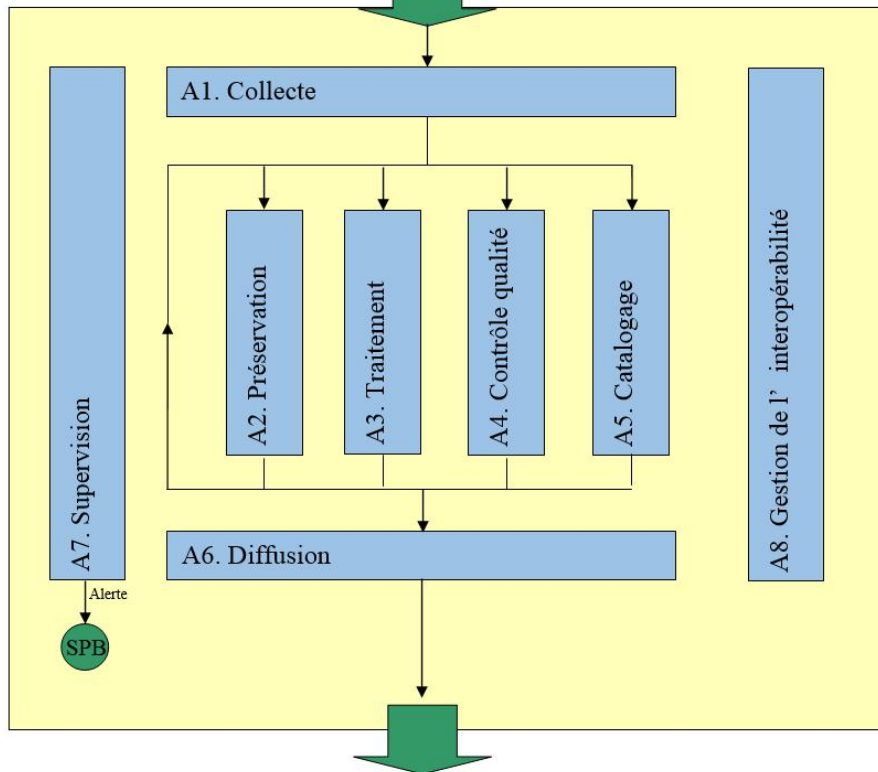 A1. Collecte
A2. Préservation
A3. Traitement
A4. Contrôle qualité
A5. Catalogage
A6. Diffusion
A7. Supervision
Alerte
SPB
A8. Gestion de l’ interopérabilité